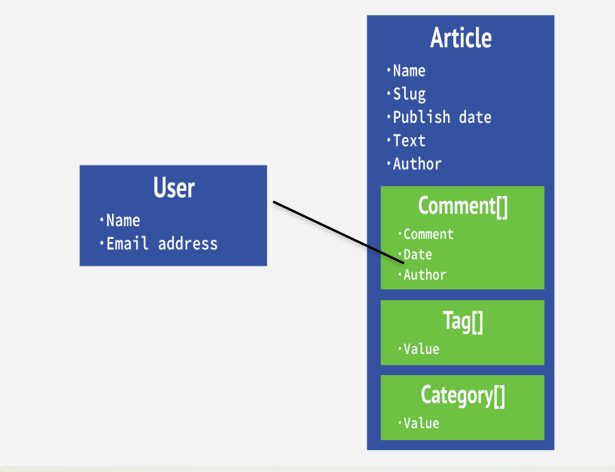 User
·Name
·Email address
Article
·Name
·Slug
·Publish date
·Text
·Author
Comment[]
·Comment
·Date
·Author
Tag[]
·Value
Category[]
·Value